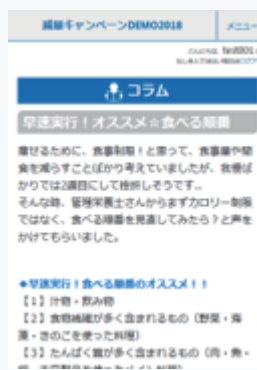 減量キャンペーンDEMO2018
メニュー
こんにちは、test001
コラム
早速実行！オススメ☆食べる順番
痩せるために、食事制限！と思って、食事量や間
食を減らすことばかり考えていましたが、我慢ば
かりでは2週目にして挫折しそうです…
そんな時、管理栄養士さんからまずカロリー制限
ではなく、食べる順番を見直してみたら？と声を
かけてもらいました。
◆早速実行！食べる順番のオススメ！！
【1】汁物・飲み物
【2】食物繊維が多く含まれるもの（野菜・海
藻・きのこを使った料理）
【3】たんぱく質が多く含まれるもの（肉・魚・